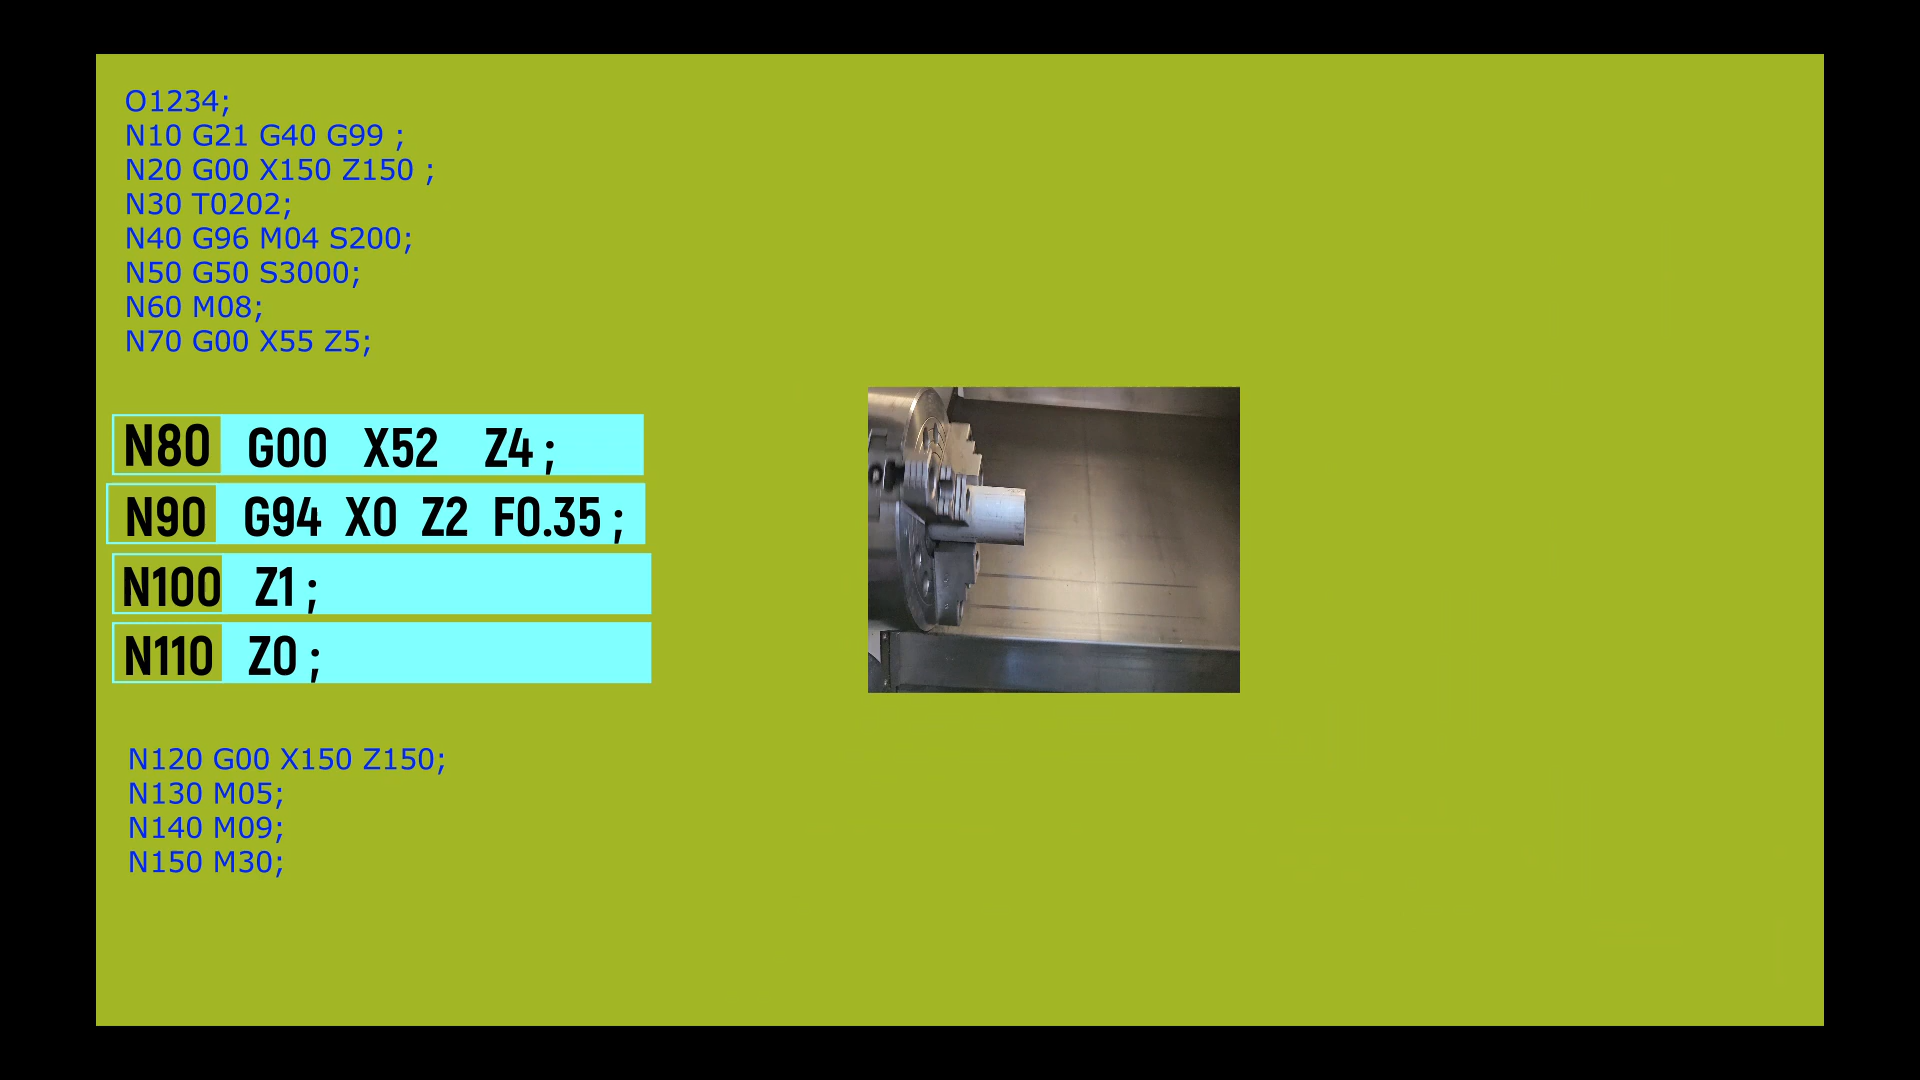 O1234;
N10 G21 G40 G99 ;
N20 G00 X150 Z150 ;
N30 T0202;
N40 G96 M04 S200;
N50 G50 S3000;
N60 M08;
N70 G00 X55 Z5;
N80 G00 X52 Z4 ;
N90 G94 X0 Z2 F0.35 ;
N100 Z1 ;
N110 Z0 ;
N120 G00 X150 Z150;
N130 M05;
N140 M09;
N150 M30;